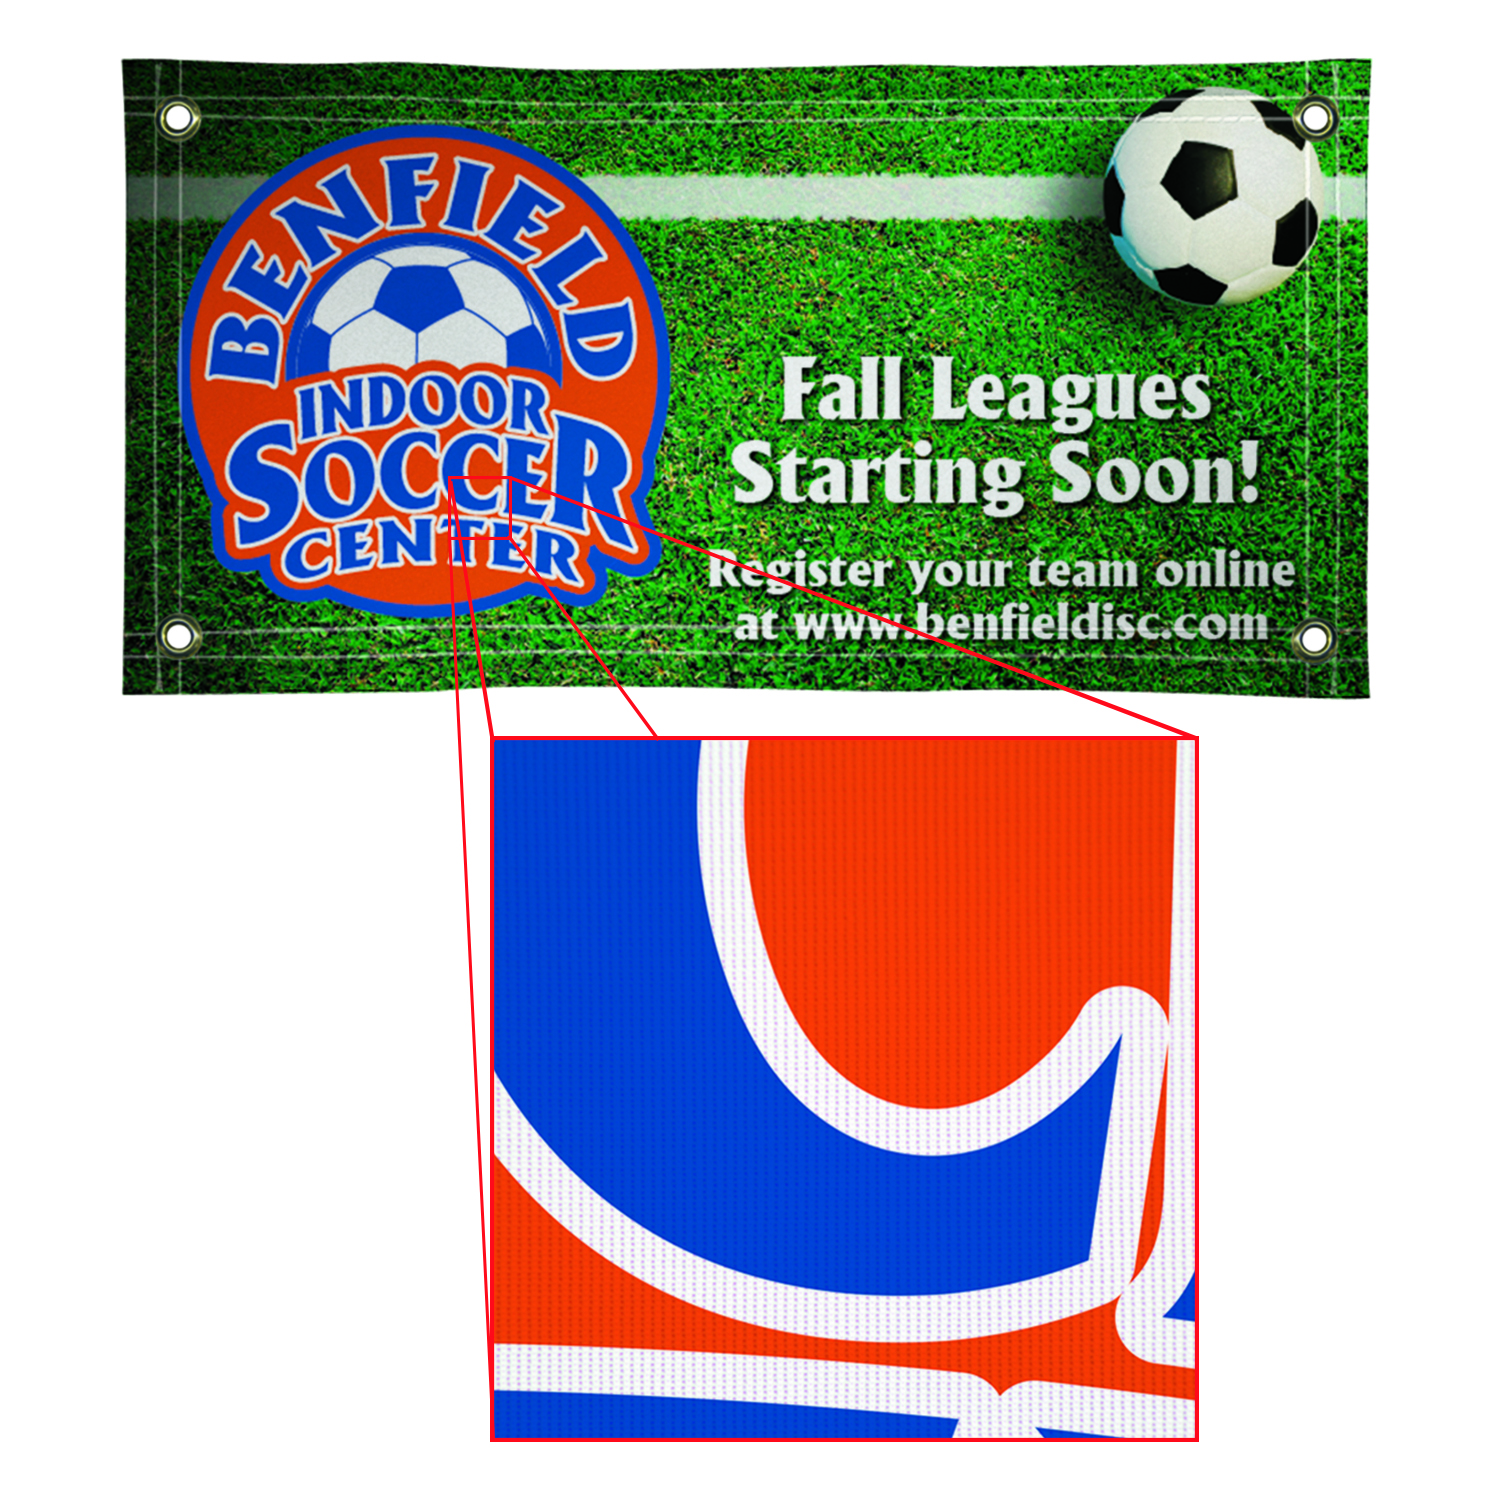 BENFIELD
INDOOR
SOCCER
CENTER
Fall Leagues
Starting Soon!
Register your team online
at www.benfieldisc.com